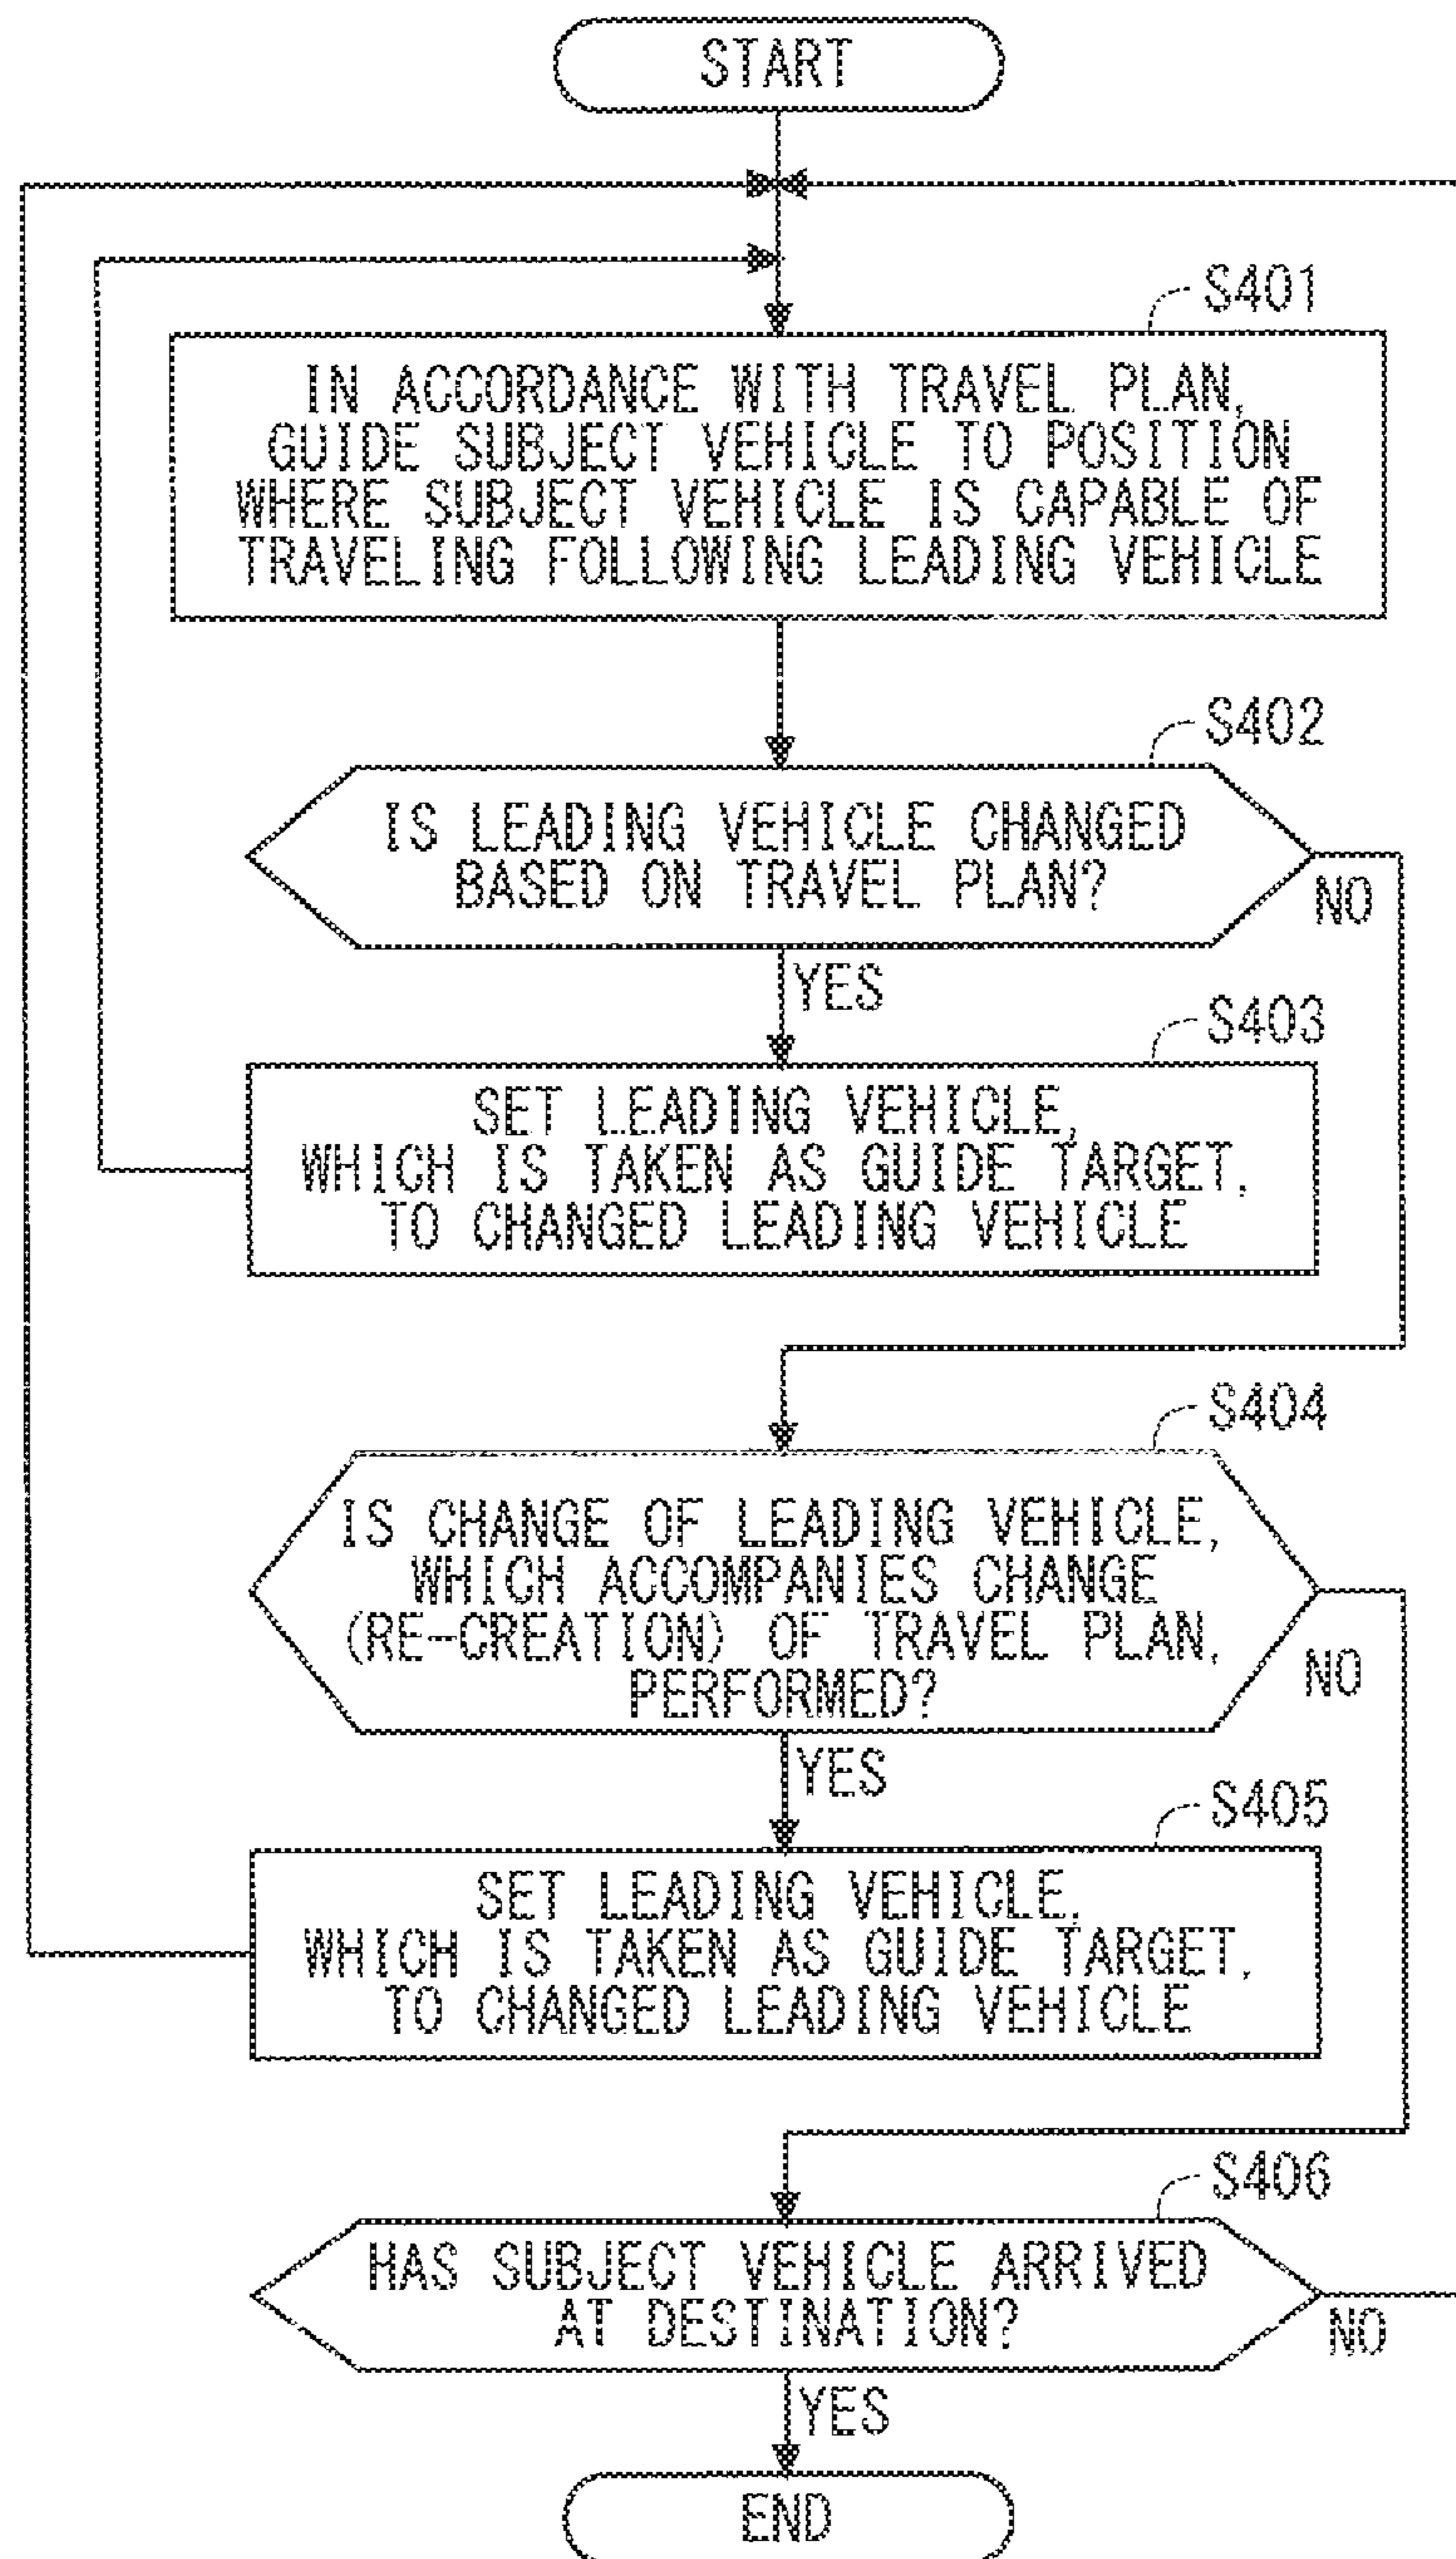 START
S401
IN ACCORDANCE WITH TRAVEL PLAN,
GUIDE SUBJECT VEHICLE TO POSITION
WHERE SUBJECT VEHICLE IS CAPABLE OF
TRAVELING FOLLOWING LEADING VEHICLE
S402
IS LEADING VEHICLE CHANGED
BASED ON TRAVEL PLAN?
NO
YES
S403
SET LEADING VEHICLE,
WHICH IS TAKEN AS GUIDE TARGET,
TO CHANGED LEADING VEHICLE
S404
IS CHANGE OF LEADING VEHICLE,
WHICH ACCOMPANIES CHANGE
(RE-CREATION) OF TRAVEL PLAN,
PERFORMED?
NO
YES
S405
SET LEADING VEHICLE,
WHICH IS TAKEN AS GUIDE TARGET,
TO CHANGED LEADING VEHICLE
S406
HAS SUBJECT VEHICLE ARRIVED
AT DESTINATION?
NO
YES
END